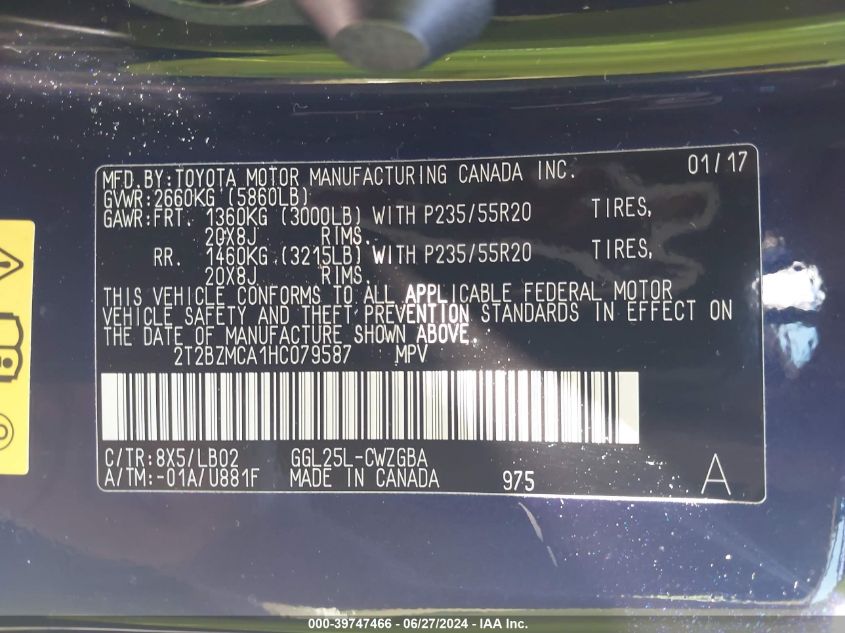 MFD.BY:TOYOTA MOTOR MANUFACTURING CANADA INC. 01/17
GVWR:2660KG (5860LB)
GAWR:FRT. 1360KG (3000LB) WITH P235/55R20 TIRES,
20X8J RIMS.
RR. 1460KG (3215LB) WITH P235/55R20 TIRES,
20X8J RIMS.
THIS VEHICLE CONFORMS TO ALL APPLICABLE FEDERAL MOTOR
VEHICLE SAFETY AND THEFT PREVENTION STANDARDS IN EFFECT ON
THE DATE OF MANUFACTURE SHOWN ABOVE.
2T2BZMCA1HC079587 MPV
C/TR:8X5/LB02 GGL25L-CWZGBA
A/TM:-01A/U881F MADE IN CANADA 975 A
000-39747466 - 06/27/2024 - IAA Inc.